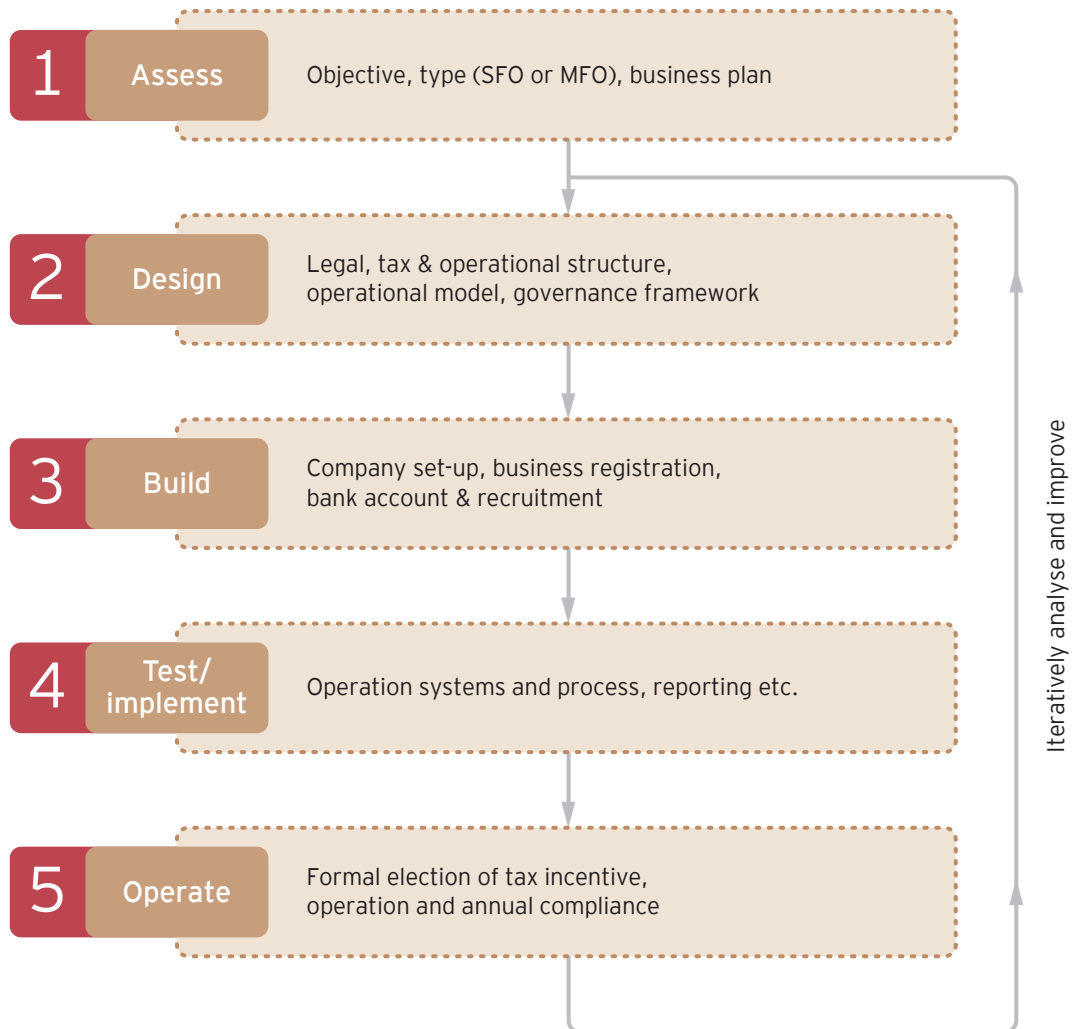 1
Assess
Objective, type (SFO or MFO), business plan
2
Design
Legal, tax & operational structure,
operational model, governance framework
3
Build
Company set-up, business registration,
bank account & recruitment
4
Test/
implement
Operation systems and process, reporting etc.
5
Operate
Formal election of tax incentive,
operation and annual compliance
Iteratively analyse and improve